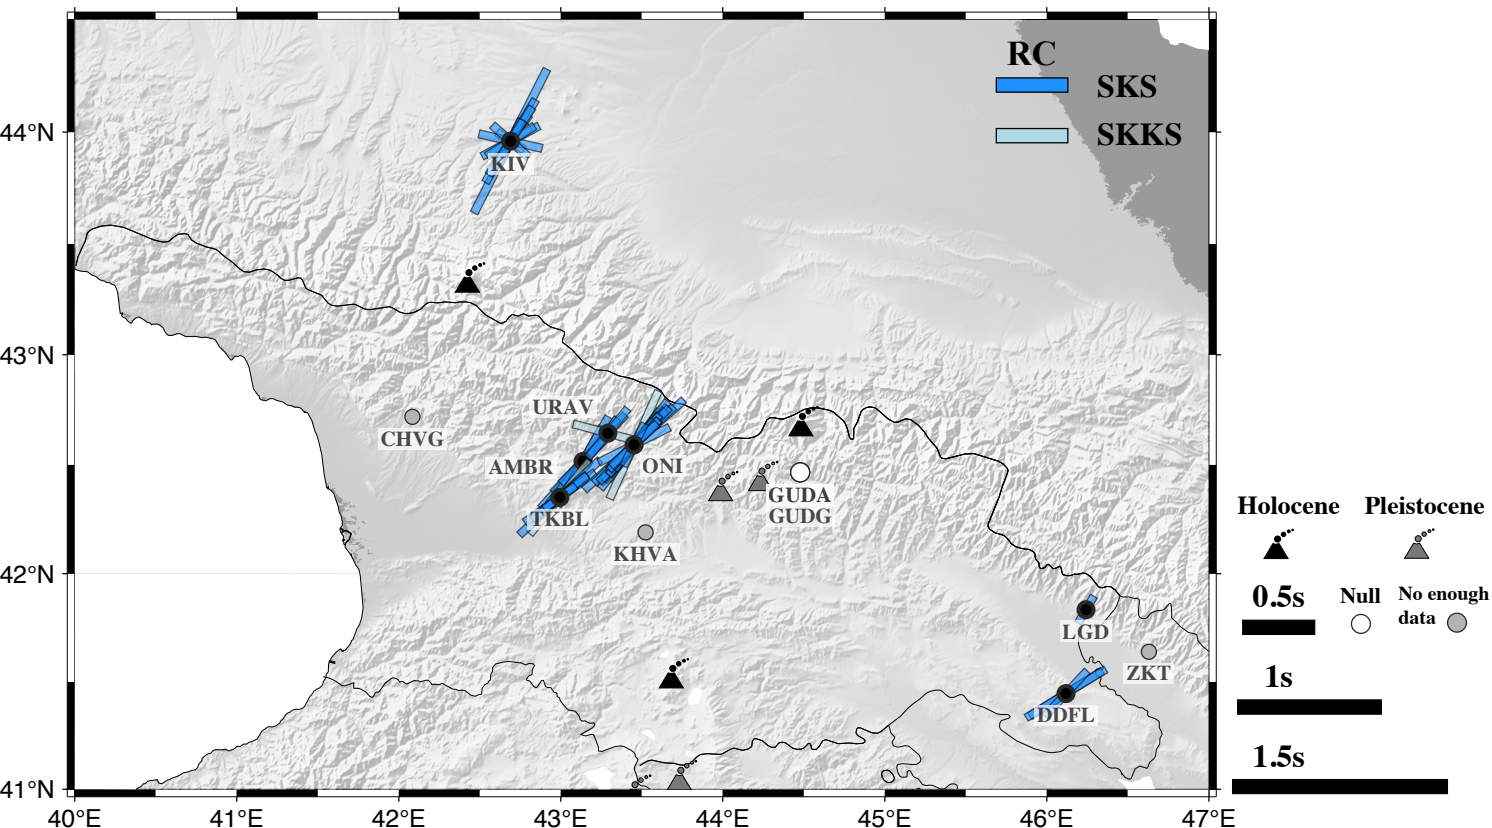 RC
SKS
SKKS
44°N
43°N
42°N
41°N
KIV
URAV
CHVG
AMBR
ONI
TKBL
KHVA
GUDA
GUDG
LGD
ZKT
DDFL
40°E
41°E
42°E
43°E
44°E
45°E
46°E
47°E
Holocene
Pleistocene
0.5s
Null
No enough
data
1s
1.5s